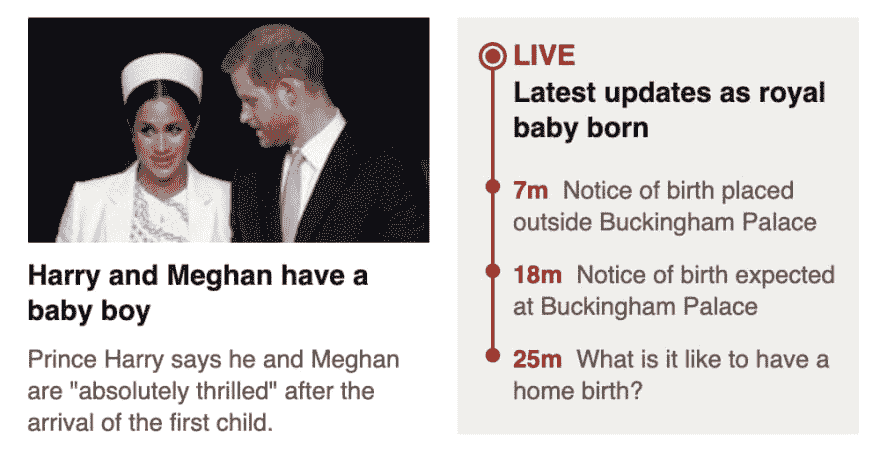 Harry and Meghan have a
baby boy
Prince Harry says he and Meghan
are "absolutely thrilled" after the
arrival of the first child.
LIVE
Latest updates as royal
baby born
7m Notice of birth placed
outside Buckingham Palace
18m Notice of birth expected
at Buckingham Palace
25m What is it like to have a
home birth?